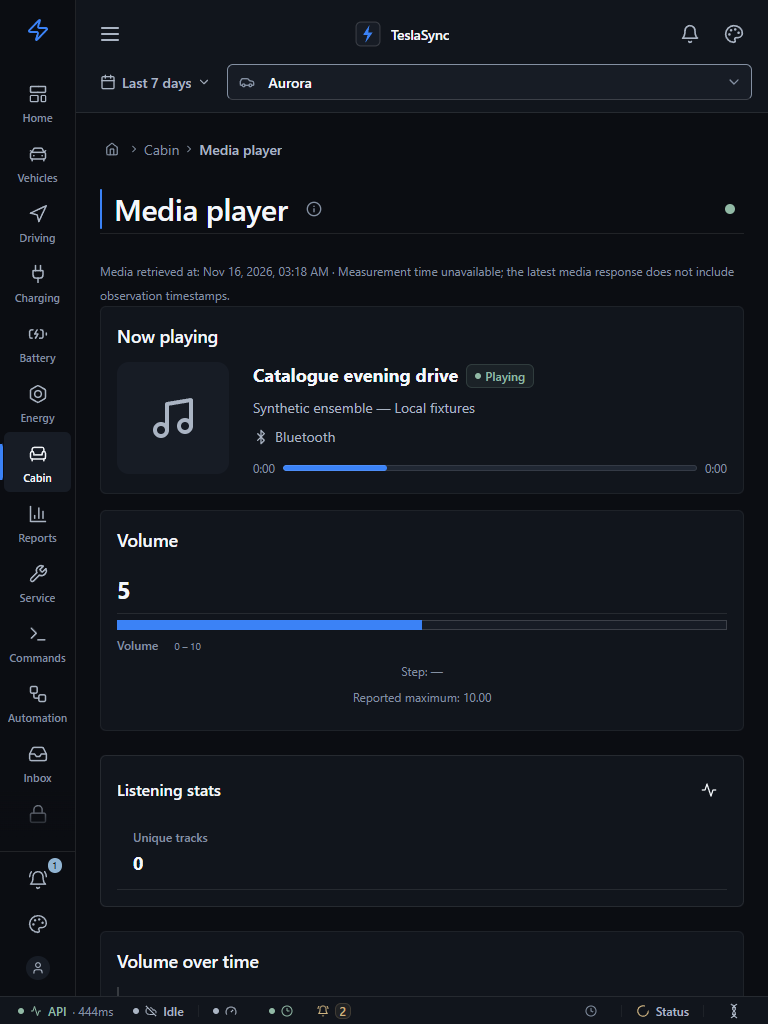 TeslaSync
Last 7 days
Aurora
Home
Vehicles
Driving
Charging
Battery
Energy
Cabin
Reports
Service
Commands
Automation
Inbox
1
Cabin
Media player
Media player
Media retrieved at: Nov 16, 2026, 03:18 AM · Measurement time unavailable; the latest media response does not include
observation timestamps.
Now playing
Catalogue evening drive
Playing
Synthetic ensemble — Local fixtures
Bluetooth
0:00
0:00
Volume
5
Volume 0 – 10
Step: —
Reported maximum: 10.00
Listening stats
Unique tracks
0
Volume over time
API · 444ms
Idle
2
Status